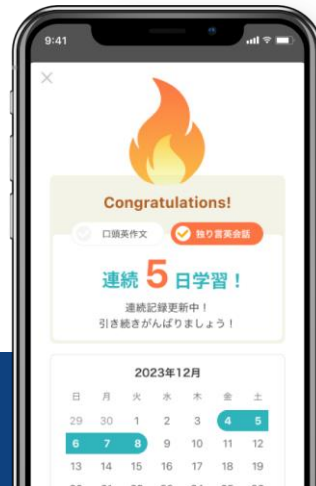 9:41
Congratulations!
口頭英作文
独り言英会話
連続5日学習！
連続記録更新中！
引き続きがんばりましょう！
2023年12月
日 月 火 水 木 金 土
29 30 1 2 3 4 5
6 7 8 9 10 11 12
13 14 15 16 17 18 19